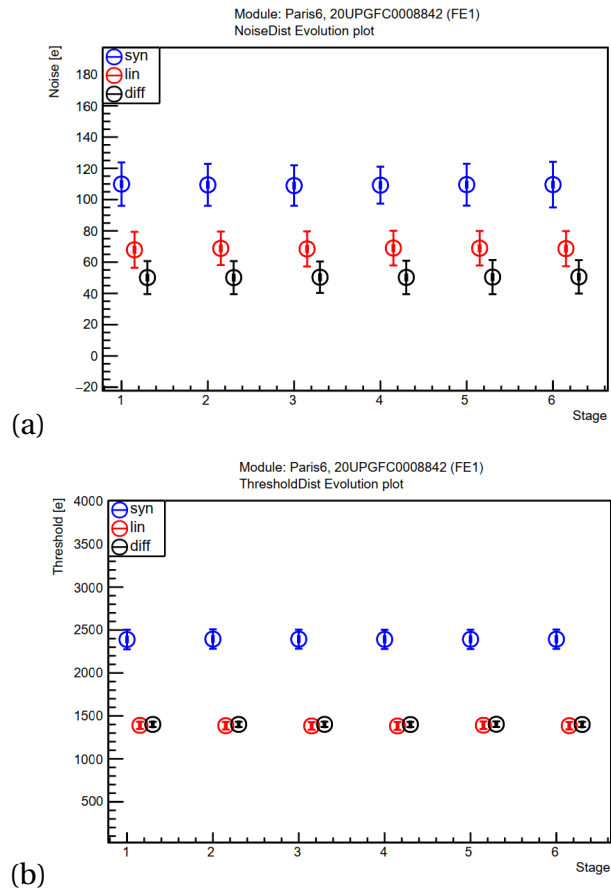 Module: Paris6, 20UPGFC0008842 (FE1)
NoiseDist Evolution plot
Noise [e]
syn
lin
diff
180
160
140
120
100
80
60
40
20
0
−20
1 2 3 4 5 6
Stage
(a)
Module: Paris6, 20UPGFC0008842 (FE1)
ThresholdDist Evolution plot
Threshold [e]
4000
syn
lin
diff
3500
3000
2500
2000
1500
1000
500
1 2 3 4 5 6
Stage
(b)